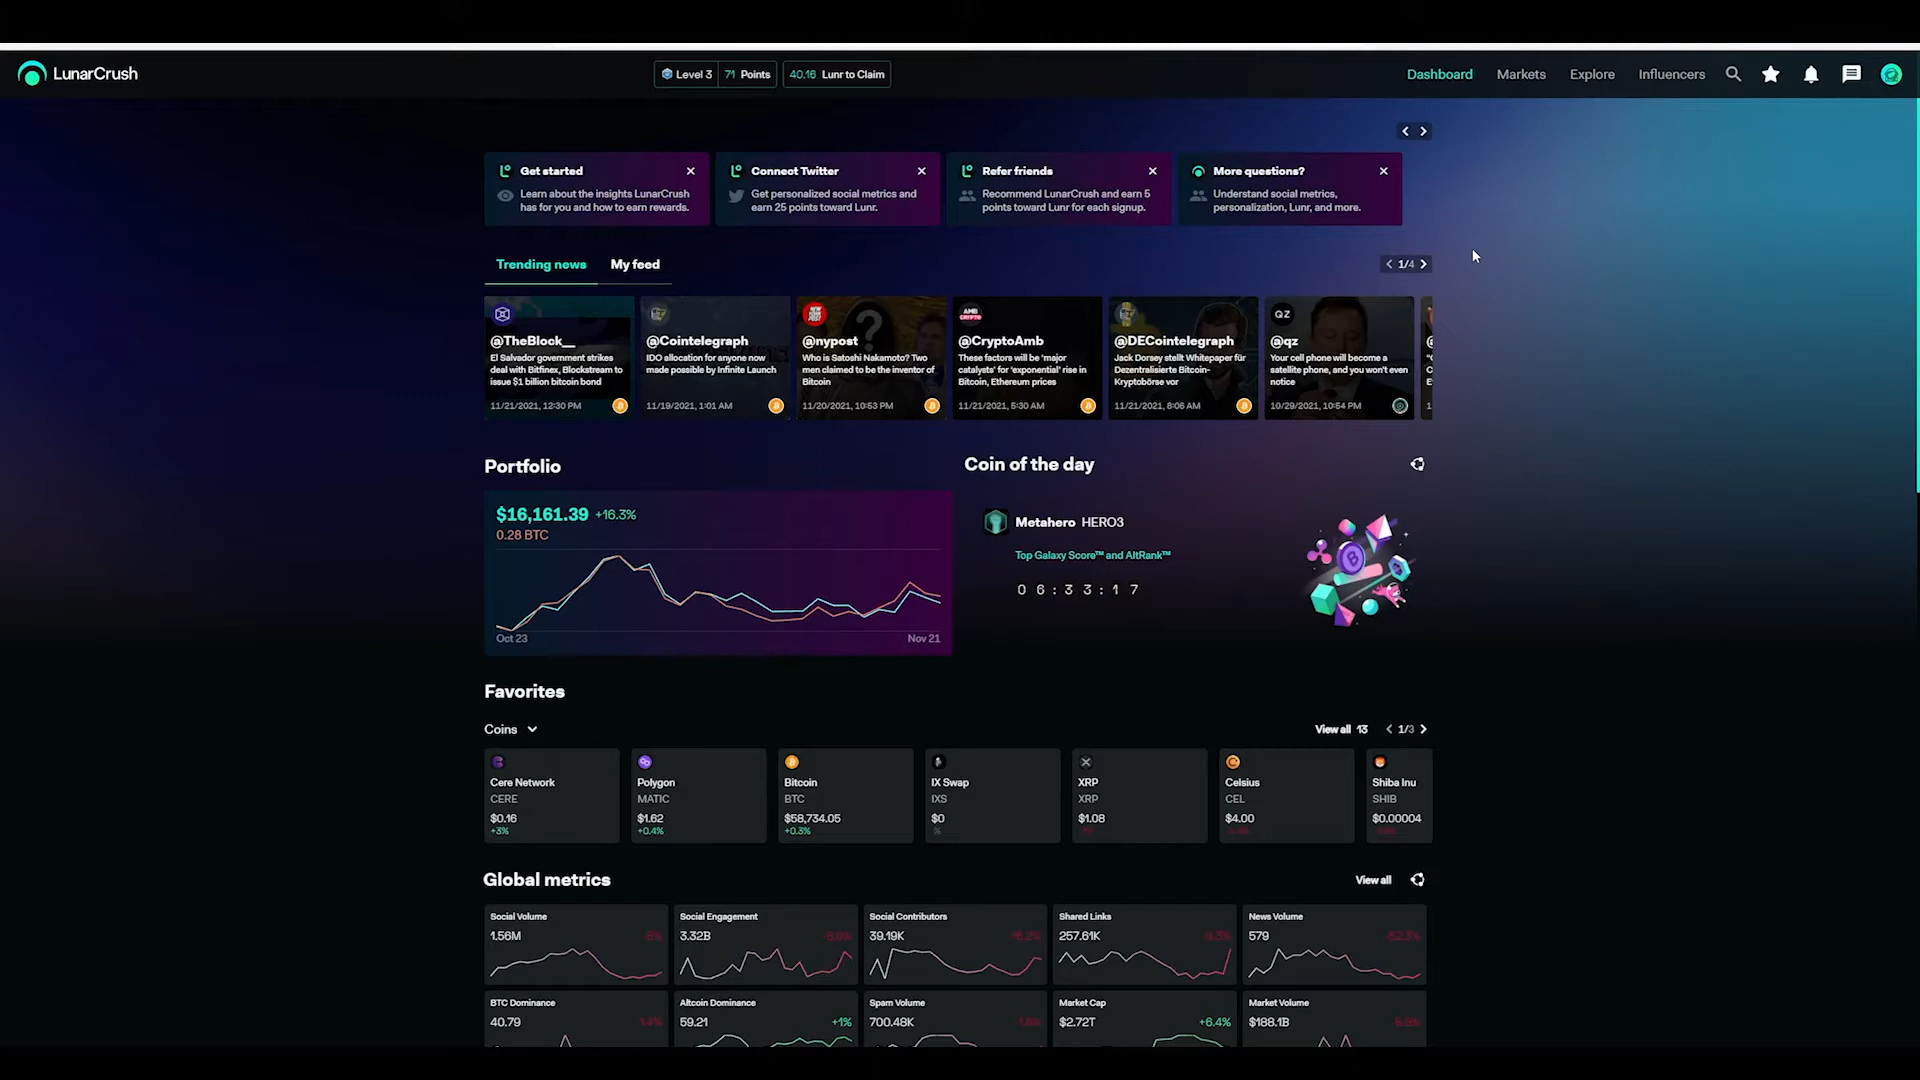 LunarCrush
Level 3 71 Points 40.16 Lunr to Claim
Dashboard Markets Explore Influencers
Get started
Learn about the insights LunarCrush
has for you and how to earn rewards.
Connect Twitter
Get personalized social metrics and
earn 25 points toward Lunr.
Refer friends
Recommend LunarCrush and earn 5
points toward Lunr for each signup.
More questions?
Understand social metrics,
personalization, Lunr, and more.
Trending news My feed
1/4
@TheBlock__
El Salvador government strikes
deal with Bitfinex, Blockstream to
issue $1 billion bitcoin bond
11/21/2021, 12:30 PM
@Cointelegraph
IDO allocation for anyone now
made possible by Infinite Launch
11/19/2021, 1:01 AM
NEW
YORK
POST
@nypost
Who is Satoshi Nakamoto? Two
men claimed to be the inventor of
Bitcoin
11/20/2021, 10:53 PM
AMB
CRYPTO
@CryptoAmb
These factors will be 'major
catalysts' for 'exponential' rise in
Bitcoin, Ethereum prices
11/21/2021, 5:30 AM
@DECointelegraph
Jack Dorsey stellt Whitepaper für
Dezentralisierte Bitcoin-
Kryptobörse vor
11/21/2021, 8:06 AM
QZ
@qz
Your cell phone will become a
satellite phone, and you won't even
notice
10/29/2021, 10:54 PM
Portfolio
$16,161.39 +16.3%
0.28 BTC
Oct 23 Nov 21
Coin of the day
Metahero HERO3
Top Galaxy Score™ and AltRank™
06:33:17
Favorites
Coins
View all 13 1/3
Cere Network
CERE
$0.16
+3%
Polygon
MATIC
$1.62
+0.4%
Bitcoin
BTC
$58,734.05
+0.3%
IX Swap
IXS
$0
%
XRP
XRP
$1.08
Celsius
CEL
$4.00
Shiba Inu
SHIB
$0.00004
Global metrics
View all
Social Volume
1.56M
Social Engagement
3.32B
Social Contributors
39.19K
Shared Links
257.61K
News Volume
579
BTC Dominance
40.79
Altcoin Dominance
59.21 +1%
Spam Volume
700.48K
Market Cap
$2.72T +6.4%
Market Volume
$188.1B